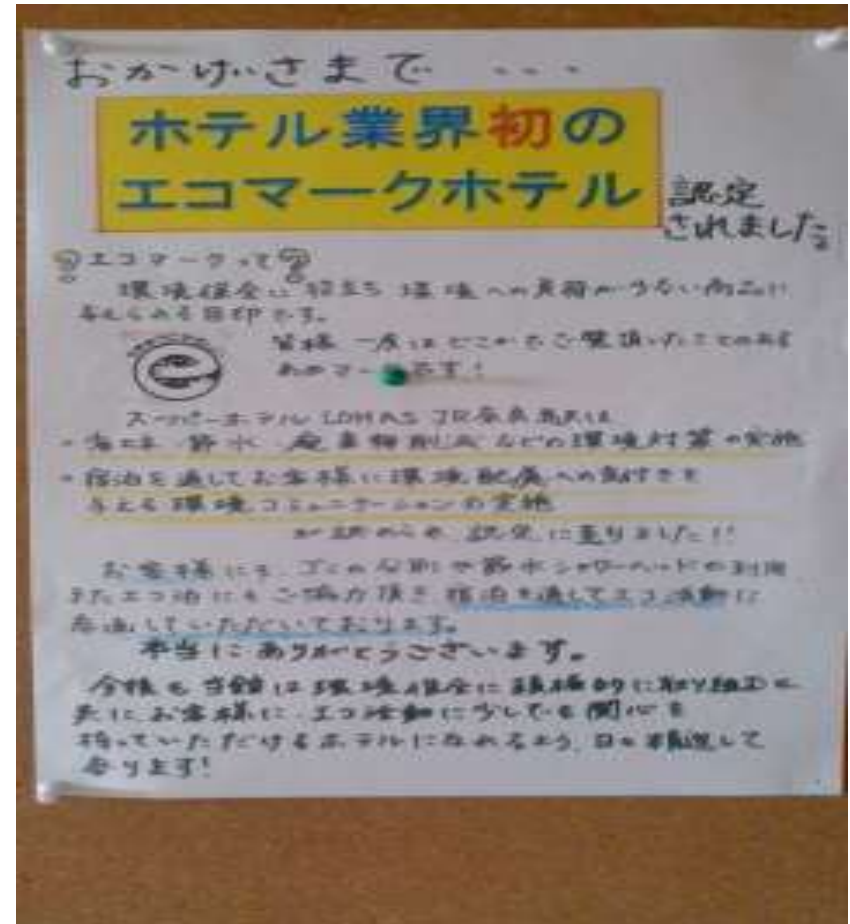 おかげさまで ・・・
ホテル業界初の
エコマークホテル
認定
されました
エコマークって
環境保全に役立ち環境への負荷が少ない商品に
与えられる目印です。
皆様一度はどこかでご覧頂いたことのある
あのマークです!
スーパーホテル LOHAS JR奈良駅は
・省エネ 節水 廃棄物削減などの環境対策の実施
・宿泊を通してお客様に環境配慮への気付きを
与える環境コミュニケーションの実施
が認められ 認定に至りました!!
お客様にも、ゴミの分別や節水シャワーヘッドの利用
またエコ泊にもご協力頂き 宿泊を通してエコ活動に
していただいております。
本当にありがとうございます。
今後も当館は環境保全に積極的に取り組むと
共にお客様に、エコ活動に少しでも関心を
持っていただけるホテルになれるよう、日々精進して
参ります!